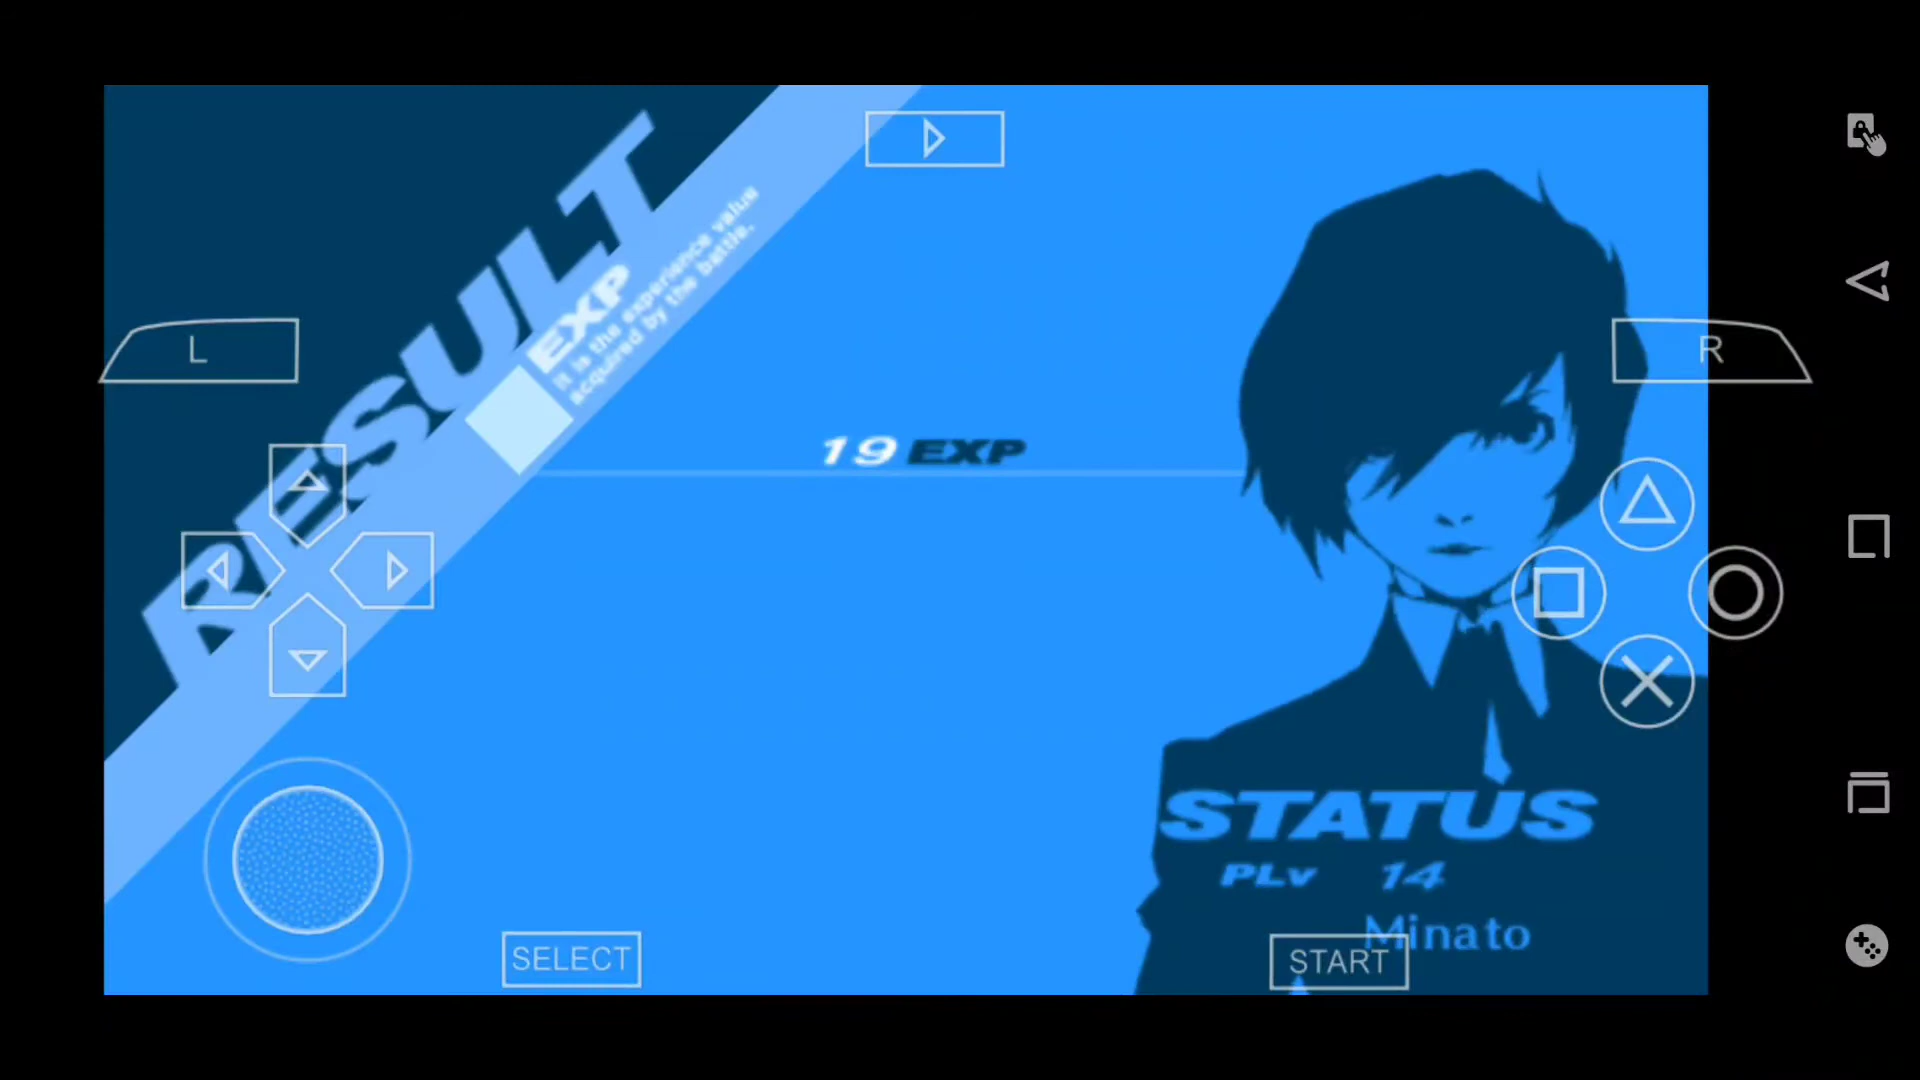 RESULT
EXP
It is the experience value
acquired by the battle.
L
R
19 EXP
STATUS
PLv 14
Minato
SELECT
START